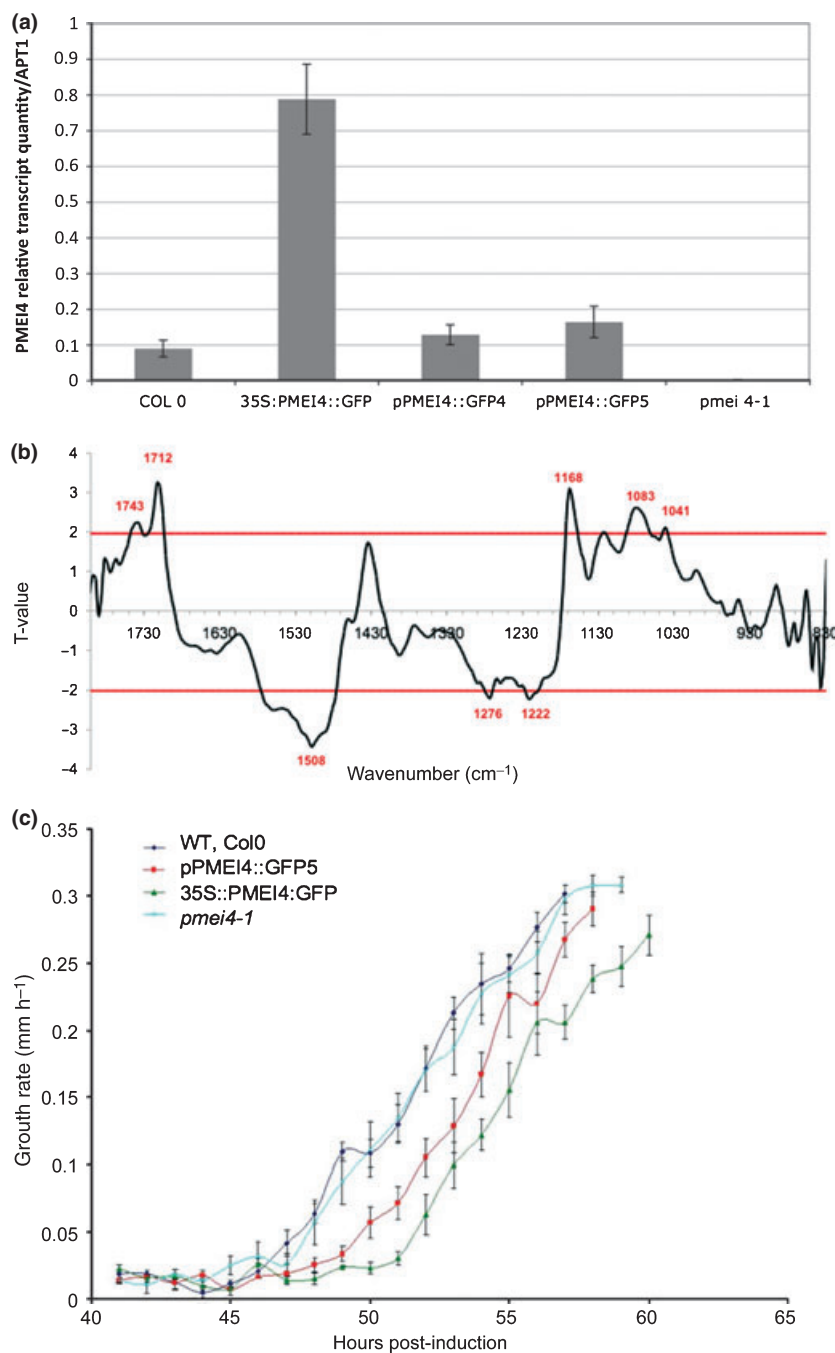 (a)
PMEI4 relative transcript quantity/APT1
1
0.9
0.8
0.7
0.6
0.5
0.4
0.3
0.2
0.1
0
COL 0 35S:PMEI4::GFP pPMEI4::GFP4 pPMEI4::GFP5 pmei 4-1
(b)
T-value
4
3
2
1
0
−1
−2
−3
−4
1743 1712 1168 1083 1041
1730 1630 1530 1430 1330 1230 1130 1030 930 830
1508 1276 1222
Wavenumber (cm⁻¹)
(c)
Grouth rate (mm h⁻¹)
0.35
0.3
0.25
0.2
0.15
0.1
0.05
0
WT, Col0
pPMEI4::GFP5
35S::PMEI4:GFP
pmei4-1
40 45 50 55 60 65
Hours post-induction